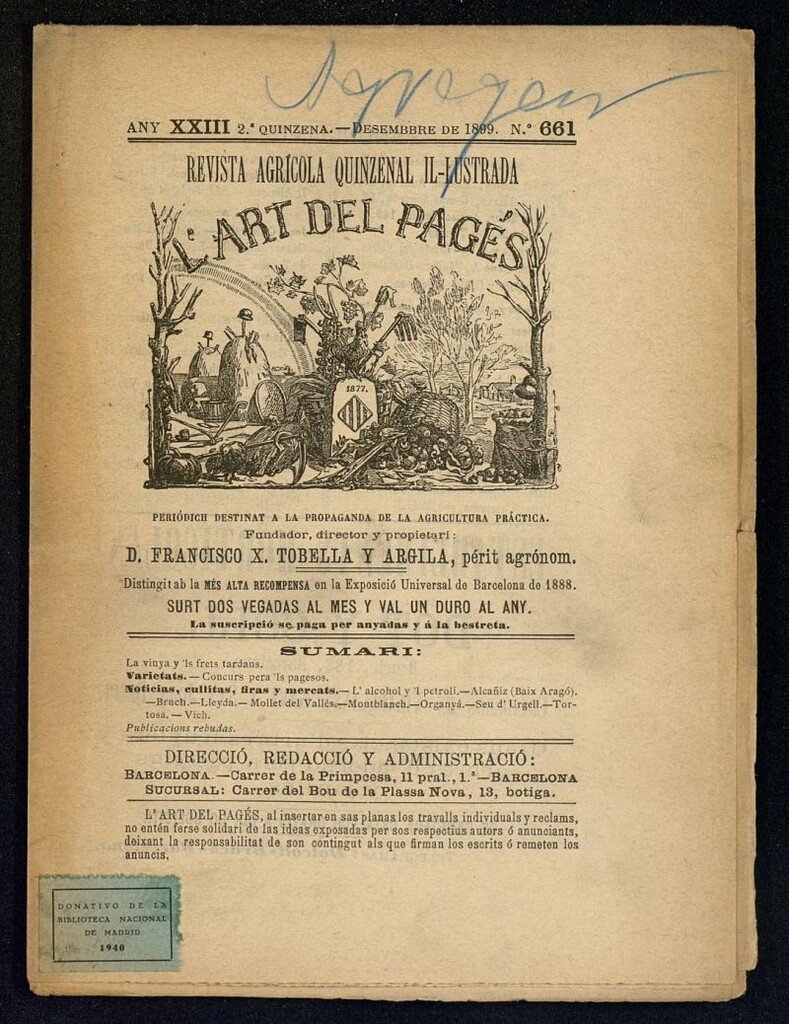 ANY XXIII 2.ª QUINZENA.—DESEMBBRE DE 1899. N.º 661
REVISTA AGRÍCOLA QUINZENAL IL-LUSTRADA
L'ART DEL PAGÉS
1877.
PERIÓDICH DESTINAT A LA PROPAGANDA DE LA AGRICULTURA PRÁCTICA.
Fundador, director y propietari:
D. FRANCISCO X. TOBELLA Y ARGILA, périt agrónom.
Distingit ab la MÉS ALTA RECOMPENSA en la Exposició Universal de Barcelona de 1888.
SURT DOS VEGADAS AL MES Y VAL UN DURO AL ANY.
La suscripció se paga per anyadas y á la bestreta.
SUMARI:
La vinya y 'ls frets tardans.
Varietats.—Concurs pera 'ls pagesos.
Noticias, cullitas, firas y mercats.—L' alcohol y 'l petroli.—Alcañiz (Baix Aragó).
—Bruch.—Lleyda.—Mollet del Vallés.—Montblanch.—Organyá.—Seu d' Urgell.—Tor-
tosa.—Vich.
Publicacions rebudas.
DIRECCIÓ, REDACCIÓ Y ADMINISTRACIÓ:
BARCELONA.—Carrer de la Primpcesa, 11 pral., 1.ª—BARCELONA
SUCURSAL: Carrer del Bou de la Plassa Nova, 13, botiga.
L'ART DEL PAGÉS, al insertar en sas planas los travalls individuals y reclams,
no entén ferse solidari de las ideas exposadas per sos respectius autors ó anunciants,
deixant la responsabilitat de son contingut als que firman los escrits ó remeten los
anuncis.
DONATIVO DE LA
BIBLIOTECA NACIONAL
DE MADRID
1940